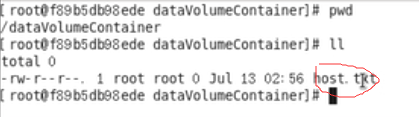 [root@f89b5db98ede dataVolumeContainer]# pwd
/dataVolumeContainer
[root@f89b5db98ede dataVolumeContainer]# ll
total 0
-rw-r--r--. 1 root root 0 Jul 13 02:56 host.txt
[root@f89b5db98ede dataVolumeContainer]#